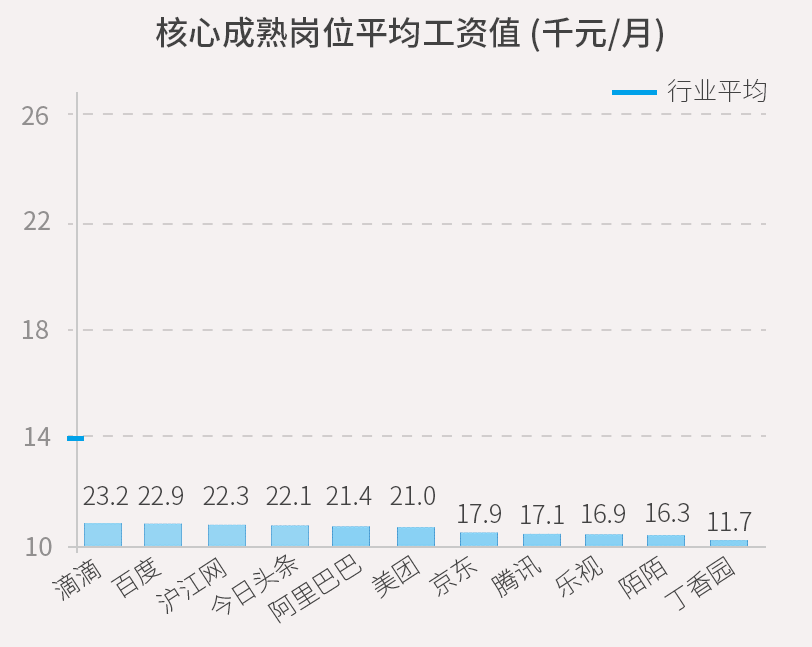 核心成熟岗位平均工资值 (千元/月)
行业平均
26
22
18
14
10
23.2 22.9 22.3 22.1 21.4 21.0 17.9 17.1 16.9 16.3 11.7
滴滴 百度 沪江网 今日头条 阿里巴巴 美团 京东 腾讯 乐视 陌陌 丁香园